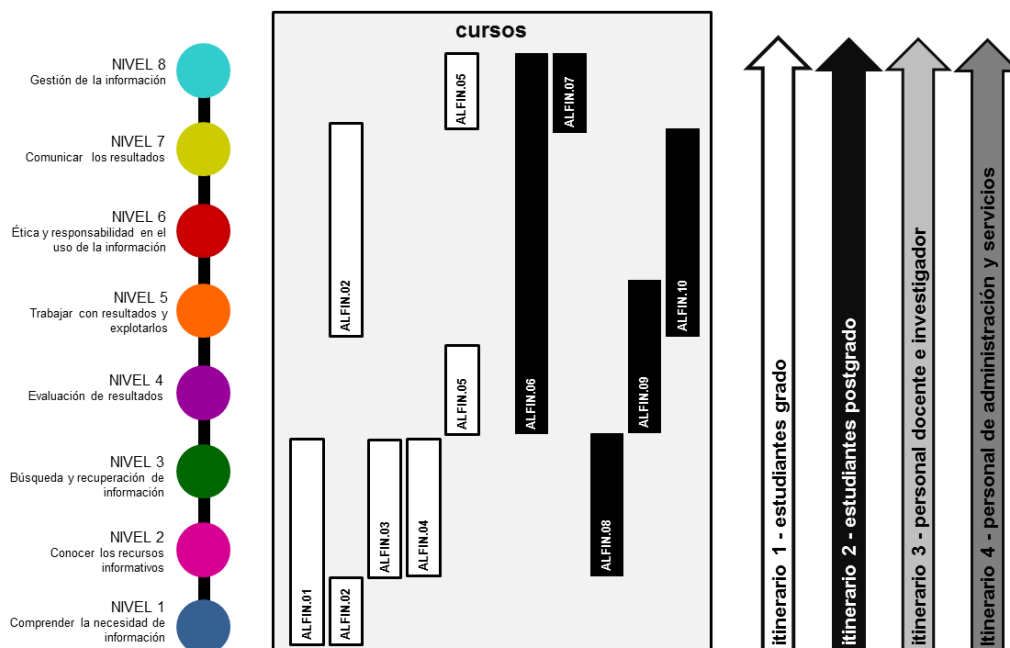 cursos
NIVEL 8
Gestión de la información
NIVEL 7
Comunicar los resultados
NIVEL 6
Ética y responsabilidad en el
uso de la información
NIVEL 5
Trabajar con resultados y
explotarlos
NIVEL 4
Evaluación de resultados
NIVEL 3
Búsqueda y recuperación de
información
NIVEL 2
Conocer los recursos
informativos
NIVEL 1
Comprender la necesidad de
información
ALFIN.01
ALFIN.02
ALFIN.02
ALFIN.03
ALFIN.04
ALFIN.05
ALFIN.05
ALFIN.06
ALFIN.07
ALFIN.08
ALFIN.09
ALFIN.10
itinerario 1 - estudiantes grado
itinerario 2 - estudiantes postgrado
itinerario 3 - personal docente e investigador
Itinerario 4 - personal de administración y servicios